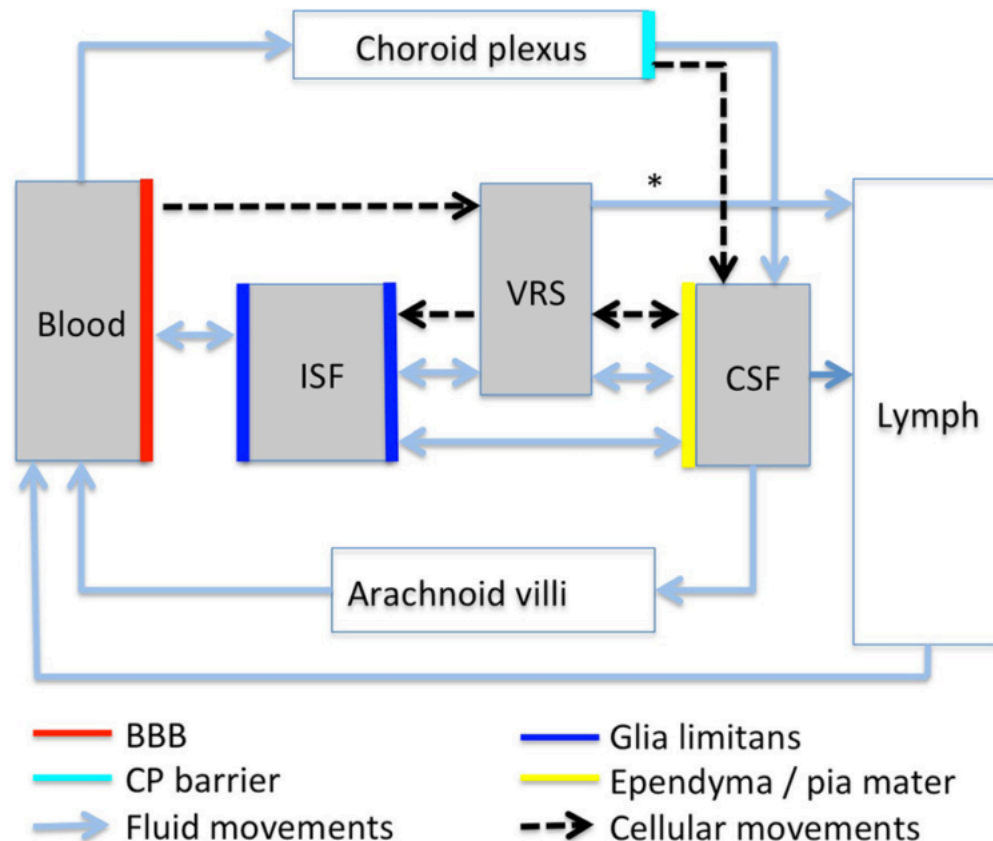 Choroid plexus
*
VRS
Blood
ISF
CSF
Lymph
Arachnoid villi
BBB
Glia limitans
CP barrier
Ependyma / pia mater
Fluid movements
Cellular movements